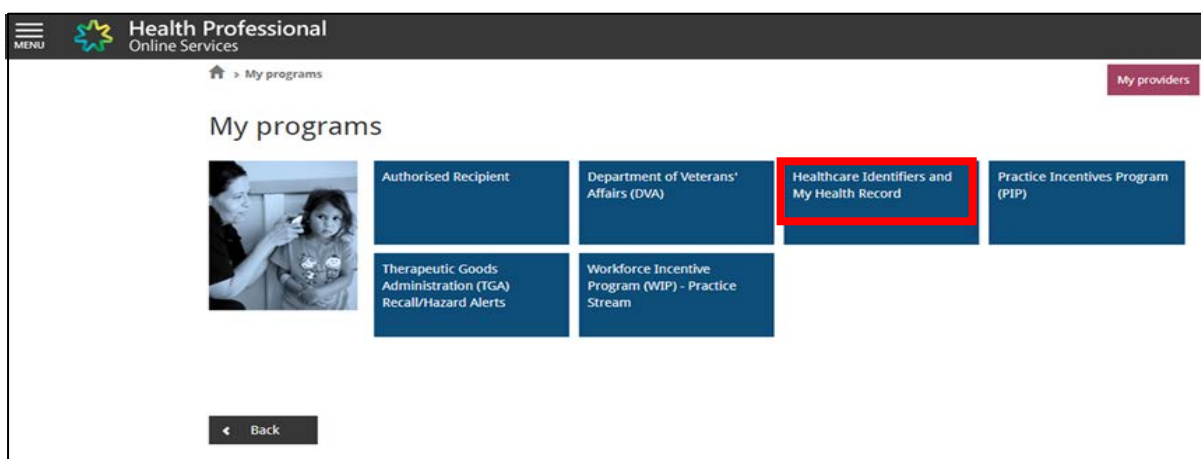 MENU
Health Professional
Online Services
> My programs
My providers
My programs
Authorised Recipient
Department of Veterans'
Affairs (DVA)
Healthcare Identifiers and
My Health Record
Practice Incentives Program
(PIP)
Therapeutic Goods
Administration (TGA)
Recall/Hazard Alerts
Workforce Incentive
Program (WIP) - Practice
Stream
Back